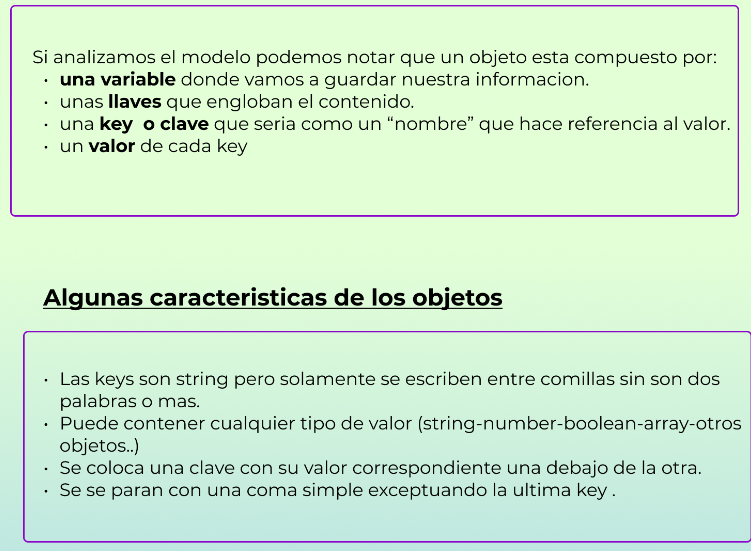 Si analizamos el modelo podemos notar que un objeto esta compuesto por:
• una variable donde vamos a guardar nuestra informacion.
• unas llaves que engloban el contenido.
• una key o clave que seria como un “nombre” que hace referencia al valor.
• un valor de cada key
Algunas caracteristicas de los objetos
• Las keys son string pero solamente se escriben entre comillas sin son dos
palabras o mas.
• Puede contener cualquier tipo de valor (string-number-boolean-array-otros
objetos..)
• Se coloca una clave con su valor correspondiente una debajo de la otra.
• Se se paran con una coma simple exceptuando la ultima key .